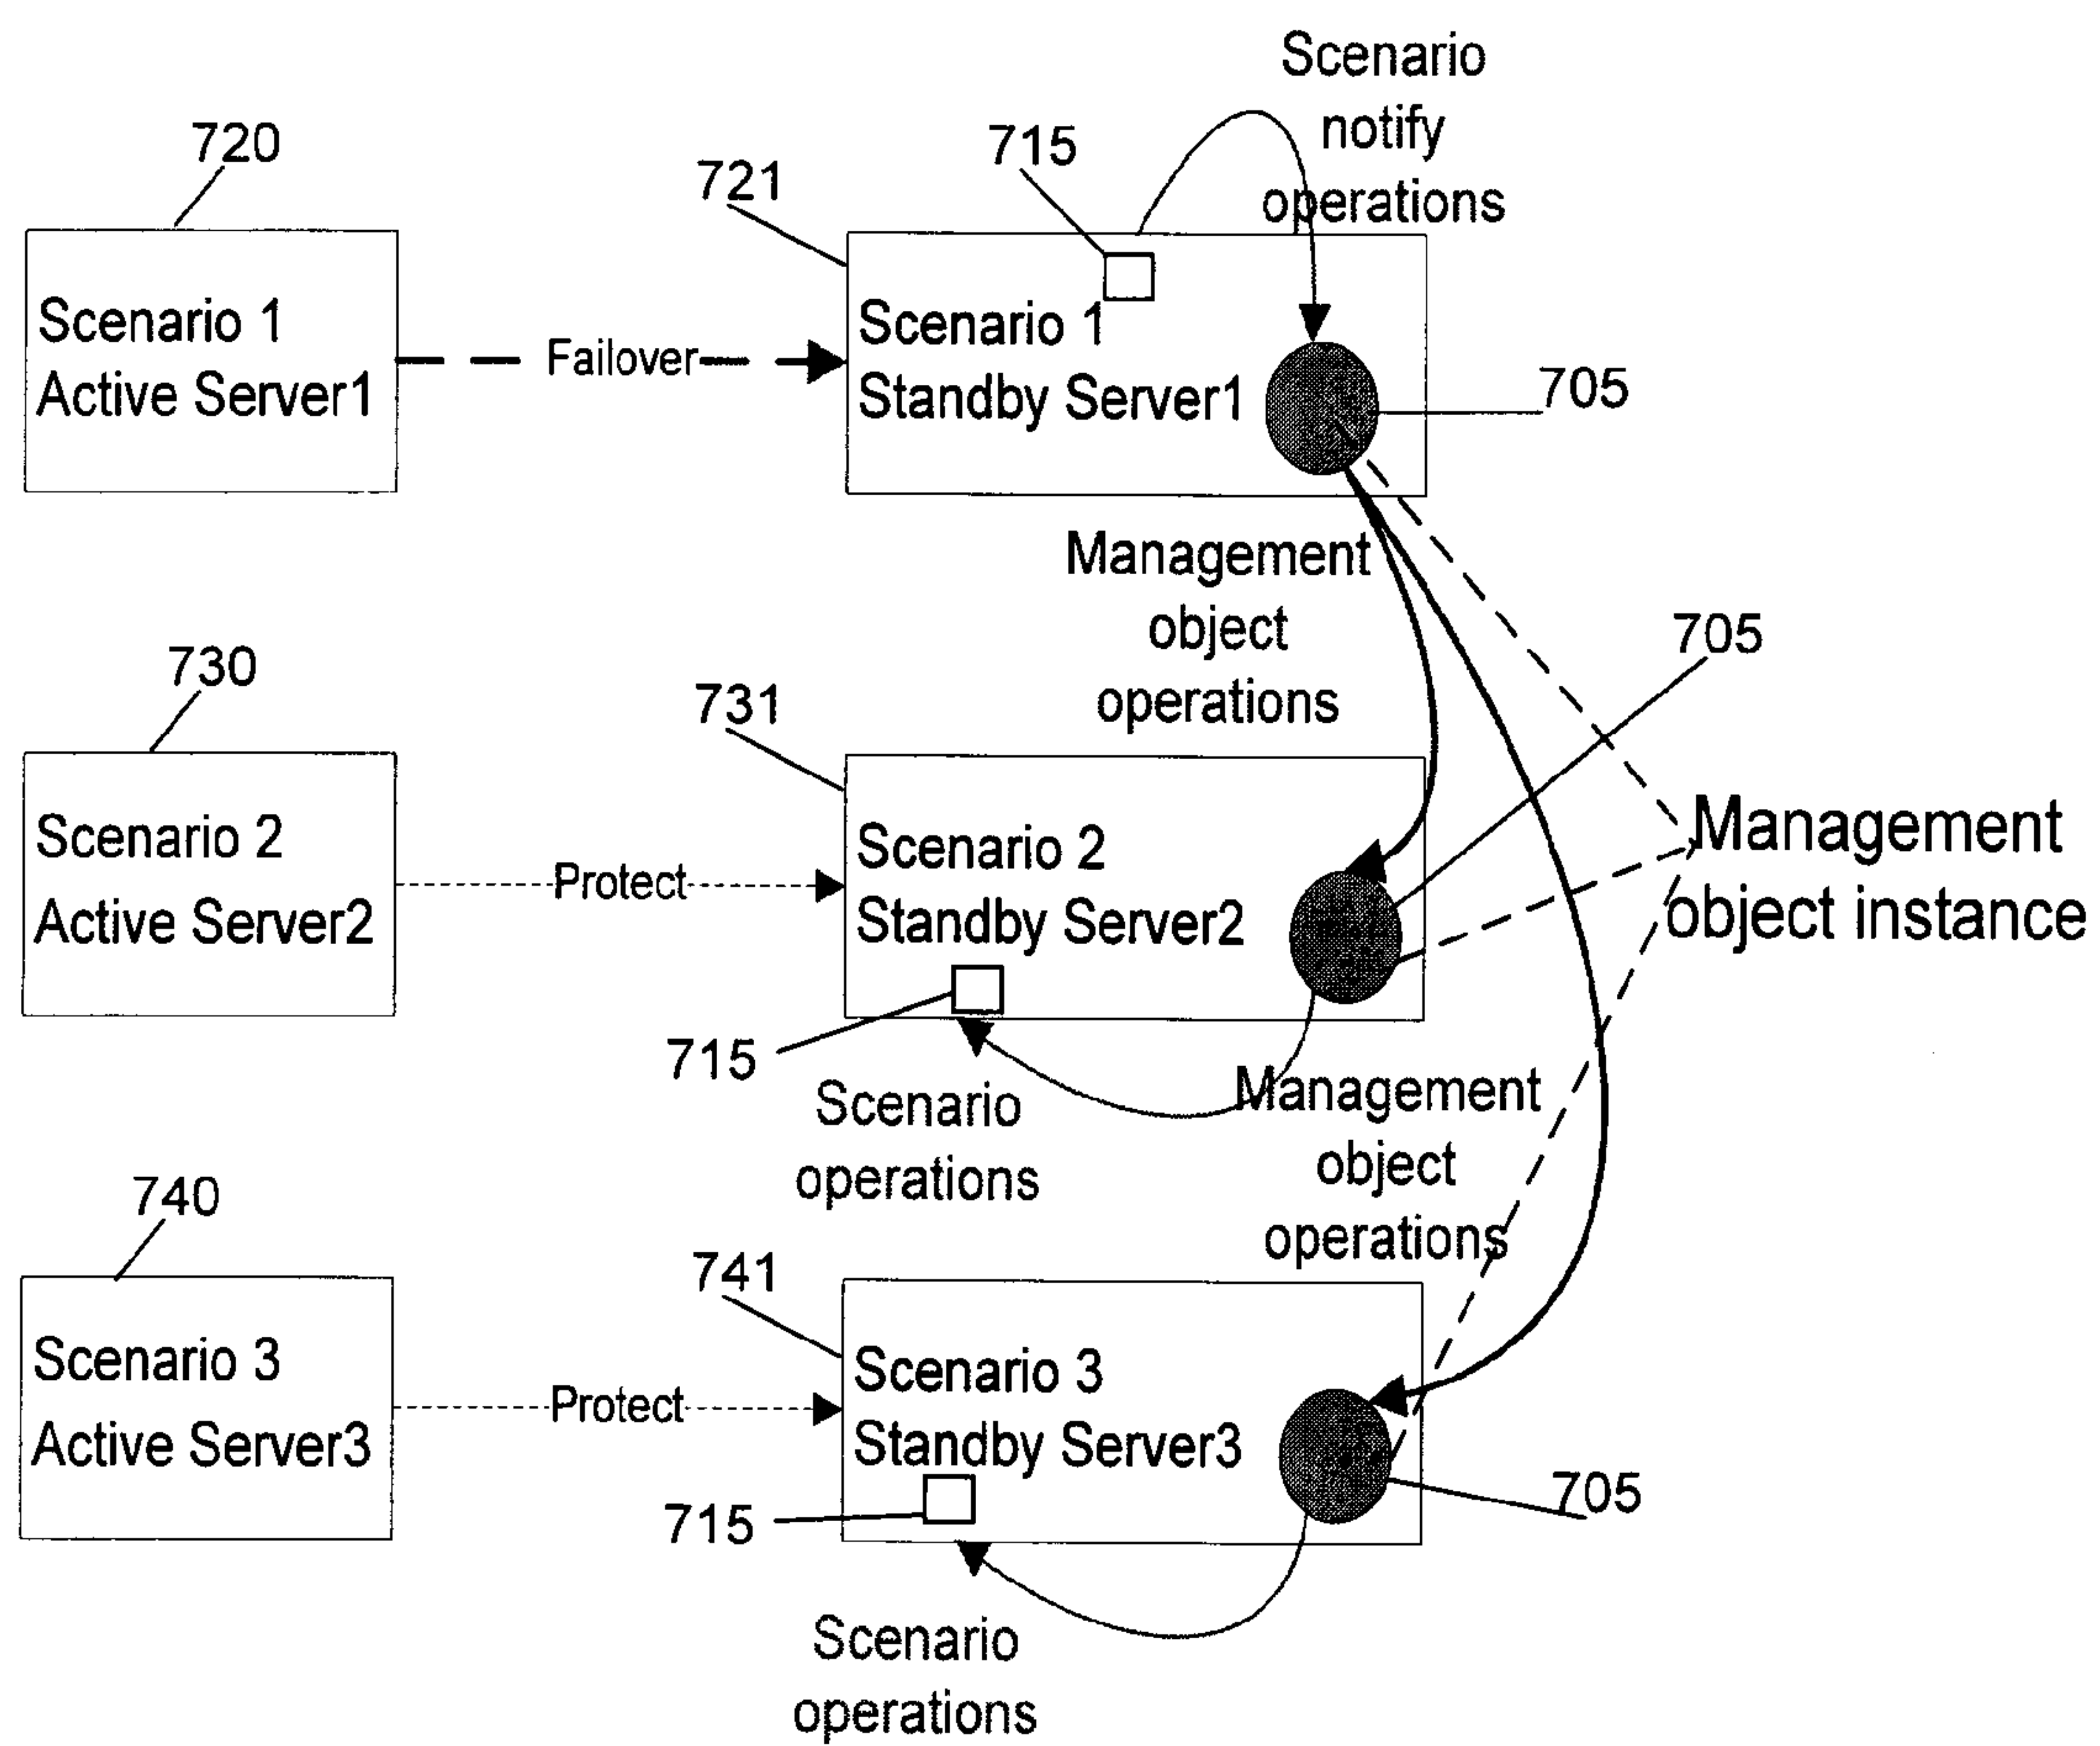 Scenario
notify
operations
720
721
715
Scenario 1
Active Server1
Failover
Scenario 1
Standby Server1
705
Management
object
operations
730
731
705
Scenario 2
Active Server2
Protect
Scenario 2
Standby Server2
Management
object instance
715
Scenario
operations
Management
object
operations
740
741
Scenario 3
Active Server3
Protect
Scenario 3
Standby Server3
715
705
Scenario
operations